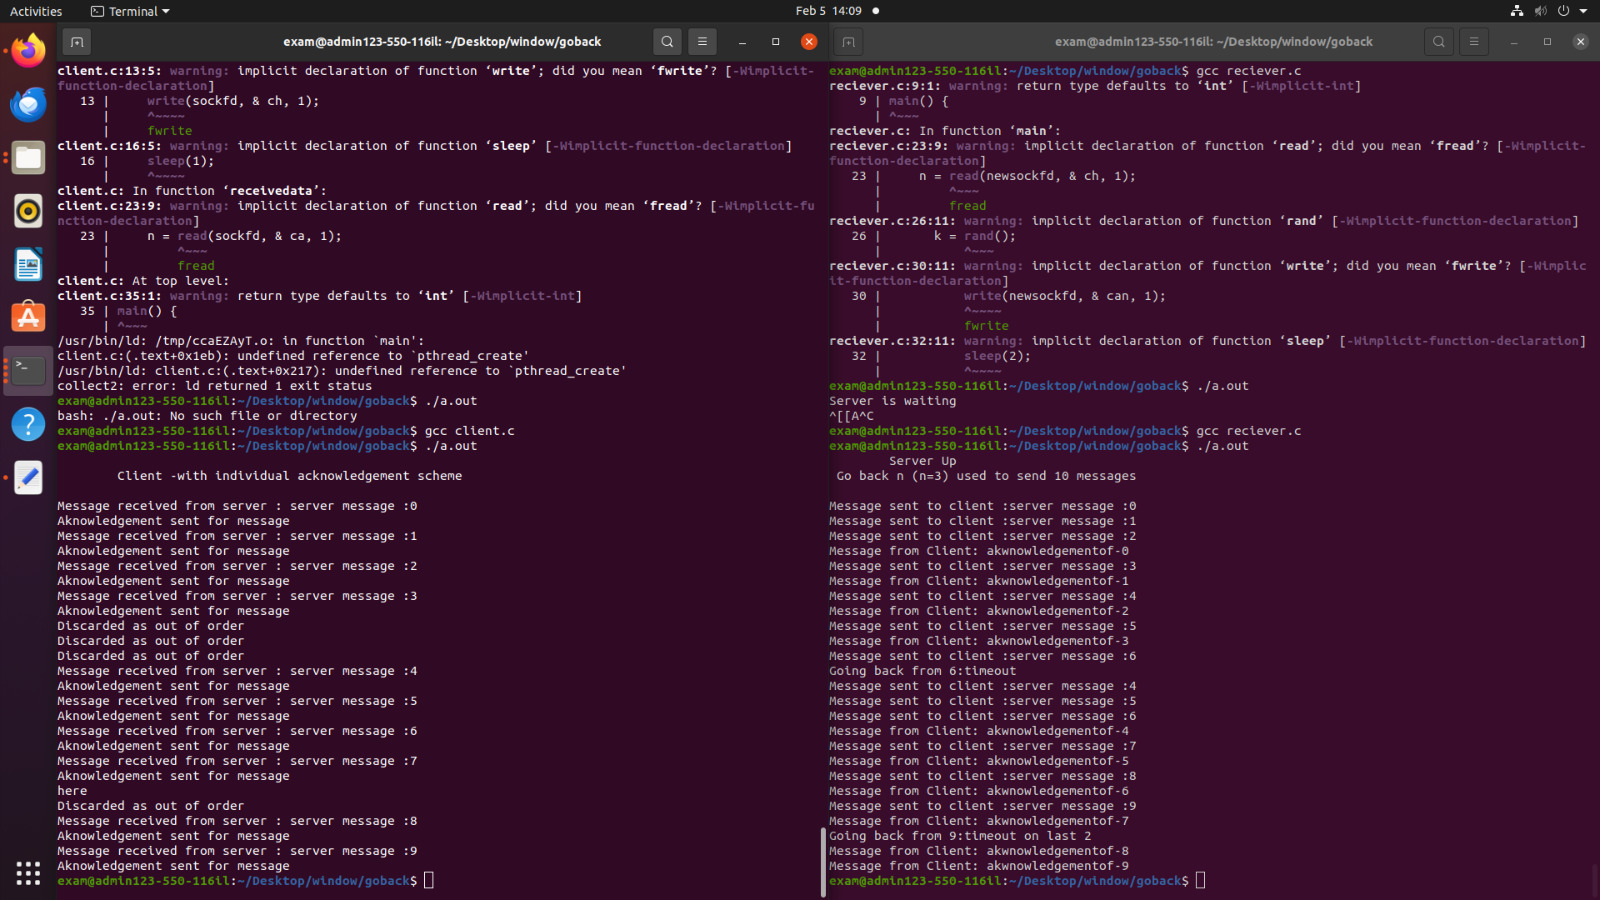 Activities
Terminal
Feb 5 14:09
exam@admin123-550-116il: ~/Desktop/window/goback
client.c:13:5: warning: implicit declaration of function ‘write’; did you mean ‘fwrite’? [-Wimplicit-
function-declaration]
   13 |     write(sockfd, & ch, 1);
      |     ^~~~~
      |     fwrite
client.c:16:5: warning: implicit declaration of function ‘sleep’ [-Wimplicit-function-declaration]
   16 |     sleep(1);
      |     ^~~~~
client.c: In function ‘receivedata’:
client.c:23:9: warning: implicit declaration of function ‘read’; did you mean ‘fread’? [-Wimplicit-fu
nction-declaration]
   23 |     n = read(sockfd, & ca, 1);
      |         ^~~~
      |         fread
client.c: At top level:
client.c:35:1: warning: return type defaults to ‘int’ [-Wimplicit-int]
   35 | main() {
      | ^~~~
/usr/bin/ld: /tmp/ccaEZAyT.o: in function `main':
client.c:(.text+0x1eb): undefined reference to `pthread_create'
/usr/bin/ld: client.c:(.text+0x217): undefined reference to `pthread_create'
collect2: error: ld returned 1 exit status
exam@admin123-550-116il:~/Desktop/window/goback$ ./a.out
bash: ./a.out: No such file or directory
exam@admin123-550-116il:~/Desktop/window/goback$ gcc client.c
exam@admin123-550-116il:~/Desktop/window/goback$ ./a.out
        Client -with individual acknowledgement scheme
Message received from server : server message :0
Aknowledgement sent for message
Message received from server : server message :1
Aknowledgement sent for message
Message received from server : server message :2
Aknowledgement sent for message
Message received from server : server message :3
Aknowledgement sent for message
Discarded as out of order
Discarded as out of order
Discarded as out of order
Message received from server : server message :4
Aknowledgement sent for message
Message received from server : server message :5
Aknowledgement sent for message
Message received from server : server message :6
Aknowledgement sent for message
Message received from server : server message :7
Aknowledgement sent for message
here
Discarded as out of order
Message received from server : server message :8
Aknowledgement sent for message
Message received from server : server message :9
Aknowledgement sent for message
exam@admin123-550-116il:~/Desktop/window/goback$
exam@admin123-550-116il: ~/Desktop/window/goback
exam@admin123-550-116il:~/Desktop/window/goback$ gcc reciever.c
reciever.c:9:1: warning: return type defaults to ‘int’ [-Wimplicit-int]
    9 | main() {
      | ^~~~
reciever.c: In function ‘main’:
reciever.c:23:9: warning: implicit declaration of function ‘read’; did you mean ‘fread’? [-Wimplicit-
function-declaration]
   23 |     n = read(newsockfd, & ch, 1);
      |         ^~~~
      |         fread
reciever.c:26:11: warning: implicit declaration of function ‘rand’ [-Wimplicit-function-declaration]
   26 |       k = rand();
      |           ^~~~
reciever.c:30:11: warning: implicit declaration of function ‘write’; did you mean ‘fwrite’? [-Wimplic
it-function-declaration]
   30 |           write(newsockfd, & can, 1);
      |           ^~~~~
      |           fwrite
reciever.c:32:11: warning: implicit declaration of function ‘sleep’ [-Wimplicit-function-declaration]
   32 |           sleep(2);
      |           ^~~~~
exam@admin123-550-116il:~/Desktop/window/goback$ ./a.out
Server is waiting
^[[A^C
exam@admin123-550-116il:~/Desktop/window/goback$ gcc reciever.c
exam@admin123-550-116il:~/Desktop/window/goback$ ./a.out
        Server Up
 Go back n (n=3) used to send 10 messages
Message sent to client :server message :0
Message sent to client :server message :1
Message sent to client :server message :2
Message from Client: akwnowledgementof-0
Message sent to client :server message :3
Message from Client: akwnowledgementof-1
Message sent to client :server message :4
Message from Client: akwnowledgementof-2
Message sent to client :server message :5
Message from Client: akwnowledgementof-3
Message sent to client :server message :6
Going back from 6:timeout
Message sent to client :server message :4
Message sent to client :server message :5
Message sent to client :server message :6
Message from Client: akwnowledgementof-4
Message sent to client :server message :7
Message from Client: akwnowledgementof-5
Message sent to client :server message :8
Message from Client: akwnowledgementof-6
Message sent to client :server message :9
Message from Client: akwnowledgementof-7
Going back from 9:timeout on last 2
Message from Client: akwnowledgementof-8
Message from Client: akwnowledgementof-9
exam@admin123-550-116il:~/Desktop/window/goback$